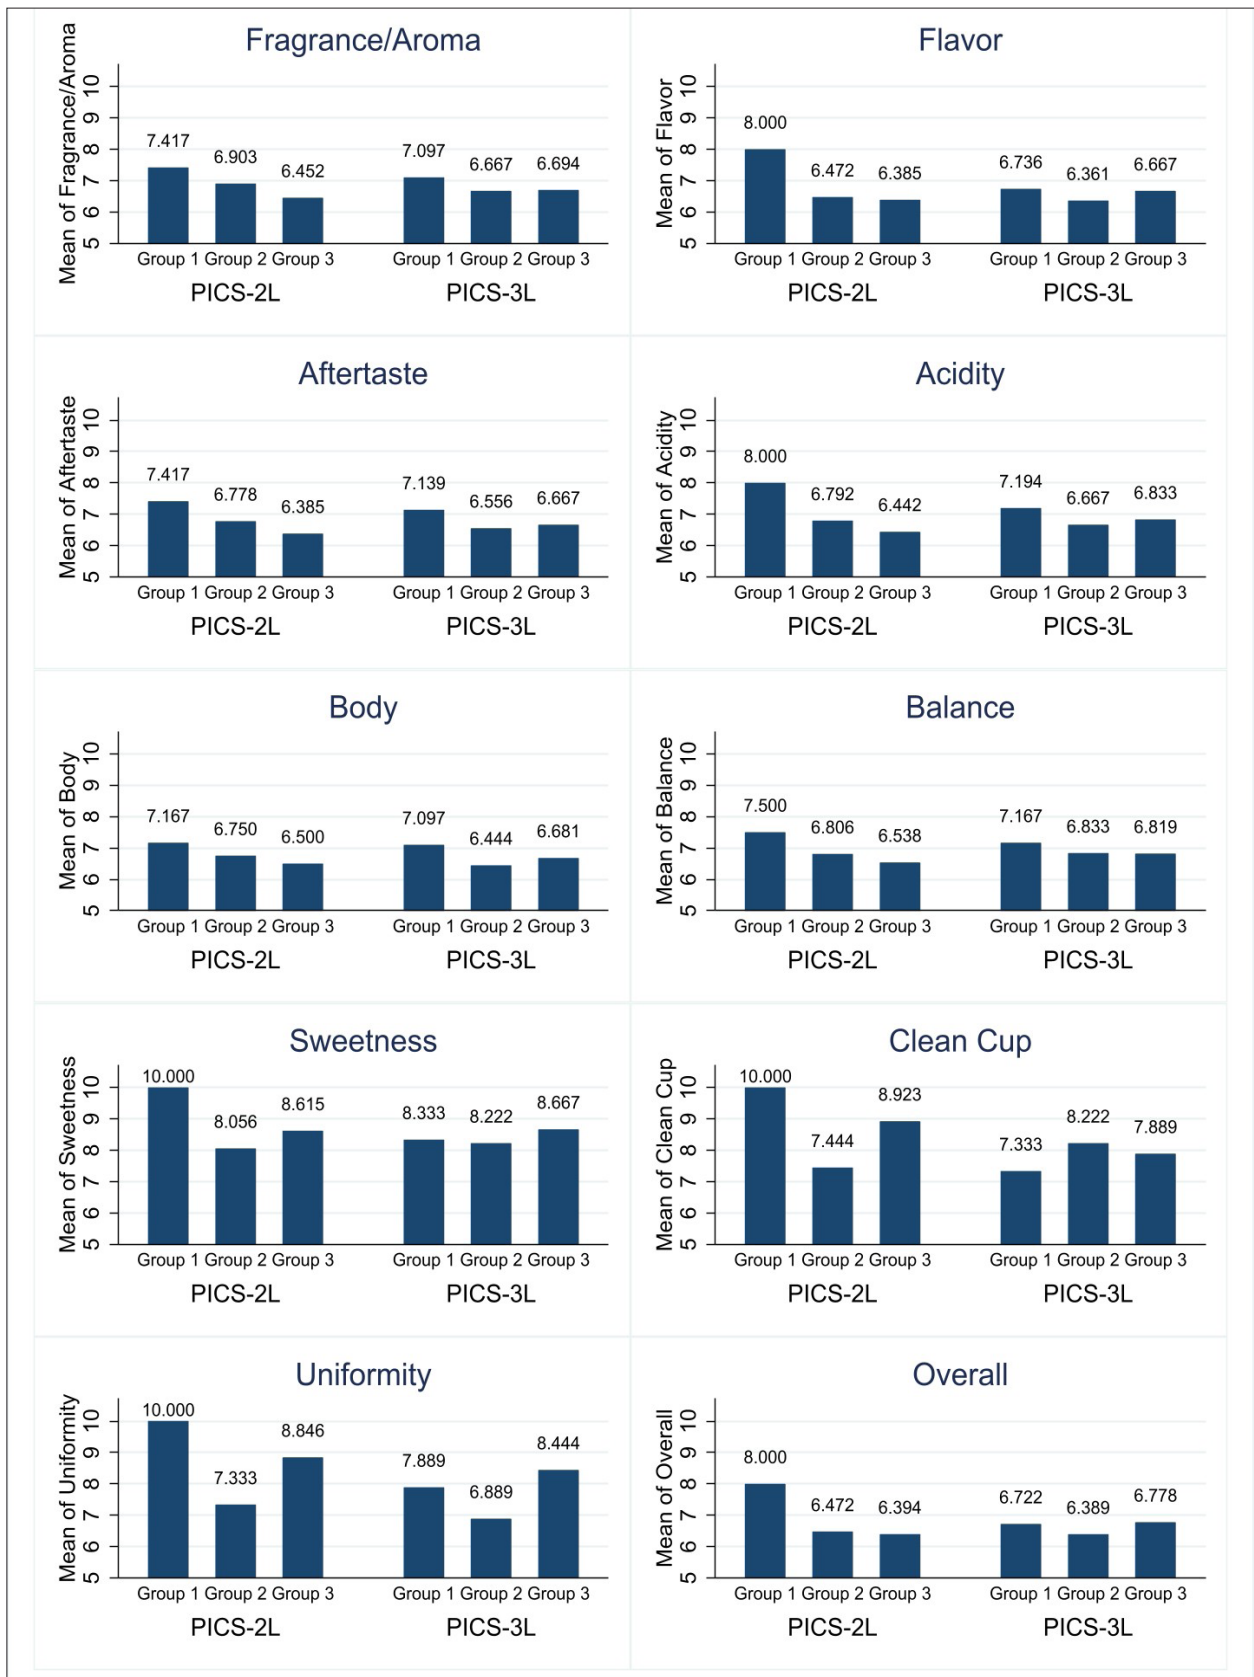 Fragrance/Aroma
Mean of Fragrance/Aroma
5 6 7 8 9 10
7.417 6.903 6.452 7.097 6.667 6.694
Group 1 Group 2 Group 3 Group 1 Group 2 Group 3
PICS-2L PICS-3L
Flavor
Mean of Flavor
5 6 7 8 9 10
8.000 6.472 6.385 6.736 6.361 6.667
Group 1 Group 2 Group 3 Group 1 Group 2 Group 3
PICS-2L PICS-3L
Aftertaste
Mean of Aftertaste
5 6 7 8 9 10
7.417 6.778 6.385 7.139 6.556 6.667
Group 1 Group 2 Group 3 Group 1 Group 2 Group 3
PICS-2L PICS-3L
Acidity
Mean of Acidity
5 6 7 8 9 10
8.000 6.792 6.442 7.194 6.667 6.833
Group 1 Group 2 Group 3 Group 1 Group 2 Group 3
PICS-2L PICS-3L
Body
Mean of Body
5 6 7 8 9 10
7.167 6.750 6.500 7.097 6.444 6.681
Group 1 Group 2 Group 3 Group 1 Group 2 Group 3
PICS-2L PICS-3L
Balance
Mean of Balance
5 6 7 8 9 10
7.500 6.806 6.538 7.167 6.833 6.819
Group 1 Group 2 Group 3 Group 1 Group 2 Group 3
PICS-2L PICS-3L
Sweetness
Mean of Sweetness
5 6 7 8 9 10
10.000 8.056 8.615 8.333 8.222 8.667
Group 1 Group 2 Group 3 Group 1 Group 2 Group 3
PICS-2L PICS-3L
Clean Cup
Mean of Clean Cup
5 6 7 8 9 10
10.000 7.444 8.923 7.333 8.222 7.889
Group 1 Group 2 Group 3 Group 1 Group 2 Group 3
PICS-2L PICS-3L
Uniformity
Mean of Uniformity
5 6 7 8 9 10
10.000 7.333 8.846 7.889 6.889 8.444
Group 1 Group 2 Group 3 Group 1 Group 2 Group 3
PICS-2L PICS-3L
Overall
Mean of Overall
5 6 7 8 9 10
8.000 6.472 6.394 6.722 6.389 6.778
Group 1 Group 2 Group 3 Group 1 Group 2 Group 3
PICS-2L PICS-3L